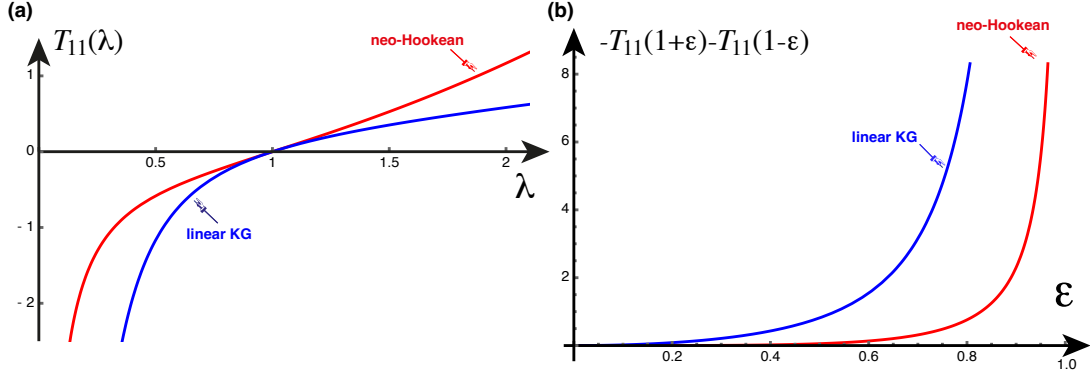 (a)
T₁₁(λ)
neo-Hookean
1
0
0.5
1
1.5
2
λ
linear KG
- 1
- 2
(b)
-T₁₁(1+ε)-T₁₁(1-ε)
neo-Hookean
8
6
linear KG
4
2
ε
0.2
0.4
0.6
0.8
1.0